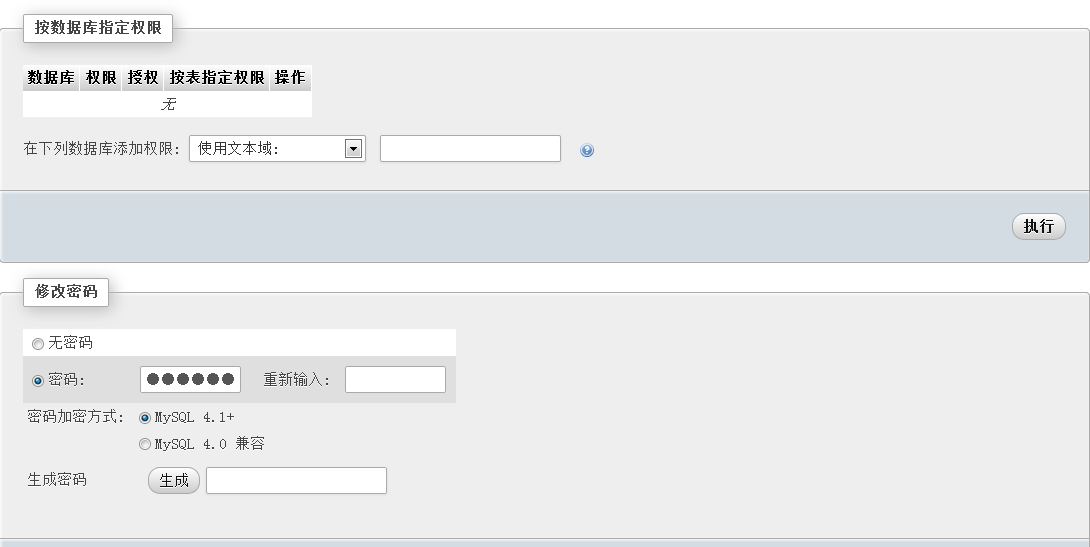 按数据库指定权限
数据库 权限 授权 按表指定权限 操作
无
在下列数据库添加权限: 使用文本域:
执行
修改密码
无密码
密码: ●●●●●● 重新输入:
密码加密方式: MySQL 4.1+
MySQL 4.0 兼容
生成密码 生成